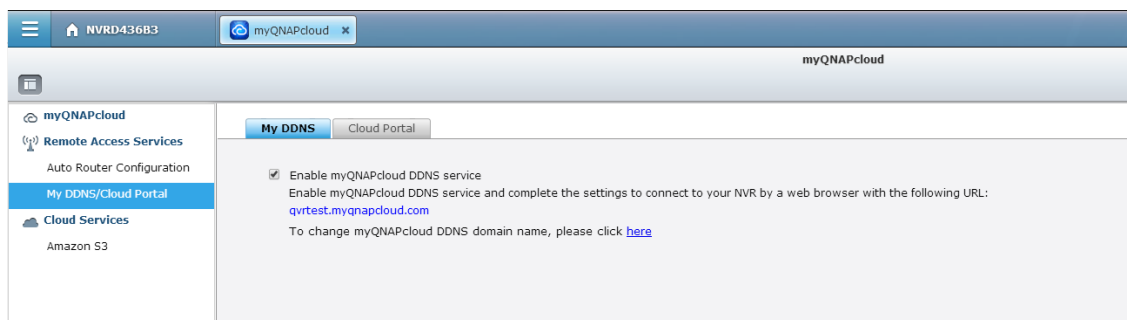 NVRD436B3
myQNAPcloud
myQNAPcloud
myQNAPcloud
Remote Access Services
Auto Router Configuration
My DDNS/Cloud Portal
Cloud Services
Amazon S3
My DDNS
Cloud Portal
Enable myQNAPcloud DDNS service
Enable myQNAPcloud DDNS service and complete the settings to connect to your NVR by a web browser with the following URL:
qvrtest.myqnapcloud.com
To change myQNAPcloud DDNS domain name, please click here